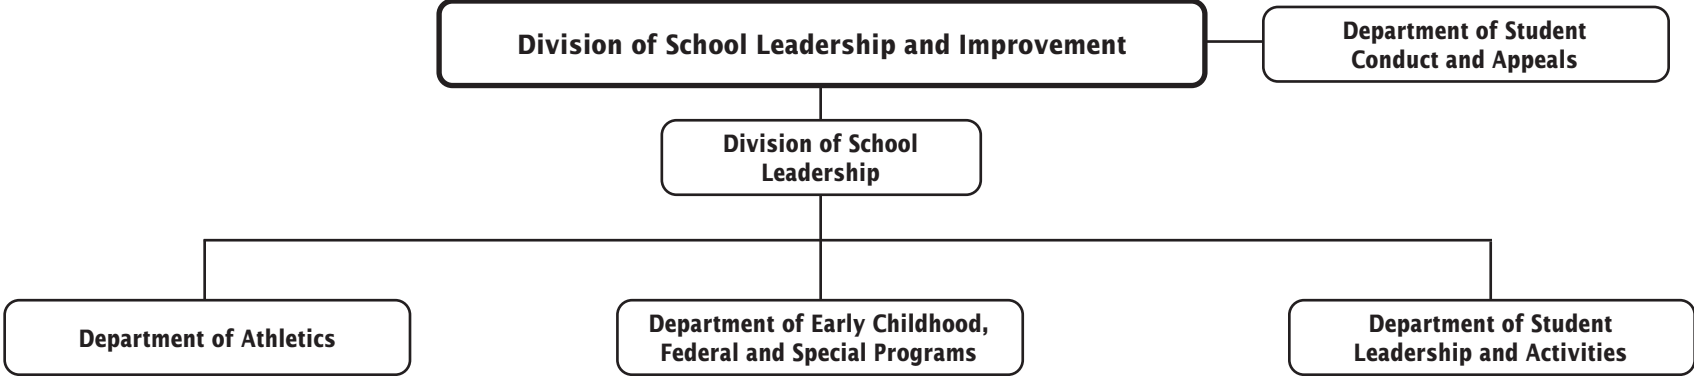 Division of School Leadership and Improvement
Department of Student
Conduct and Appeals
Division of School
Leadership
Department of Athletics
Department of Early Childhood,
Federal and Special Programs
Department of Student
Leadership and Activities